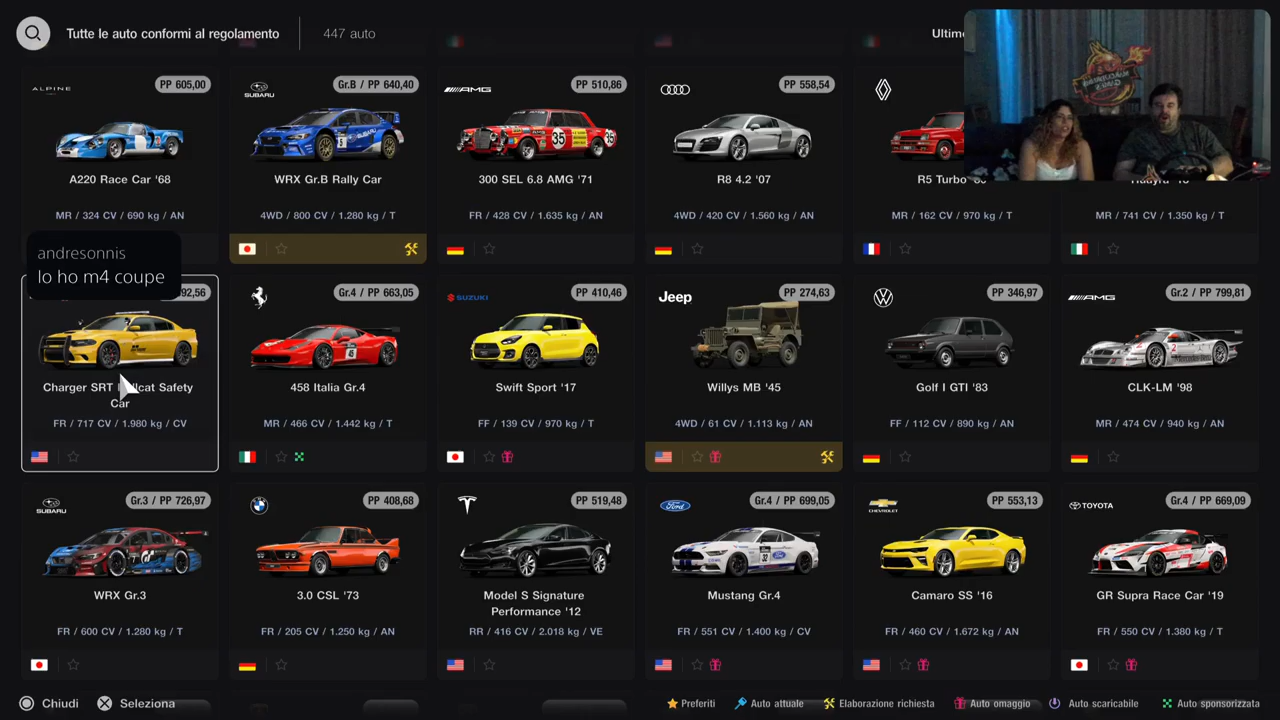 Tutte le auto conformi al regolamento
447 auto
ALPINE
PP 605,00
A220 Race Car '68
MR / 324 CV / 690 kg / AN
SUBARU
Gr.B / PP 640,40
WRX Gr.B Rally Car
4WD / 800 CV / 1.280 kg / T
AMG
PP 510,86
35
300 SEL 6.8 AMG '71
FR / 428 CV / 1.635 kg / AN
PP 558,54
R8 4.2 '07
4WD / 420 CV / 1.560 kg / AN
R5 Turbo
MR / 162 CV / 970 kg / T
MR / 741 CV / 1.350 kg / T
andresonnis
Io ho m4 coupe
92,56
Charger SRT Hellcat Safety
Car
FR / 717 CV / 1.980 kg / CV
Gr.4 / PP 663,05
458 Italia Gr.4
MR / 466 CV / 1.442 kg / T
SUZUKI
PP 410,46
Swift Sport '17
FF / 139 CV / 970 kg / T
Jeep
PP 274,63
Willys MB '45
4WD / 61 CV / 1.113 kg / AN
PP 346,97
Golf I GTI '83
FF / 112 CV / 890 kg / AN
AMG
Gr.2 / PP 799,81
CLK-LM '98
MR / 474 CV / 940 kg / AN
SUBARU
Gr.3 / PP 726,97
WRX Gr.3
FR / 600 CV / 1.280 kg / T
PP 408,68
3.0 CSL '73
FR / 205 CV / 1.250 kg / AN
PP 519,48
Model S Signature
Performance '12
RR / 416 CV / 2.018 kg / VE
Ford
Gr.4 / PP 699,05
Mustang Gr.4
FR / 551 CV / 1.400 kg / CV
CHEVROLET
PP 553,13
Camaro SS '16
FR / 460 CV / 1.672 kg / AN
TOYOTA
Gr.4 / PP 669,09
GR Supra Race Car '19
FR / 550 CV / 1.380 kg / T
Chiudi
Seleziona
Preferiti
Auto attuale
Elaborazione richiesta
Auto omaggio
Auto scaricabile
Auto sponsorizzata